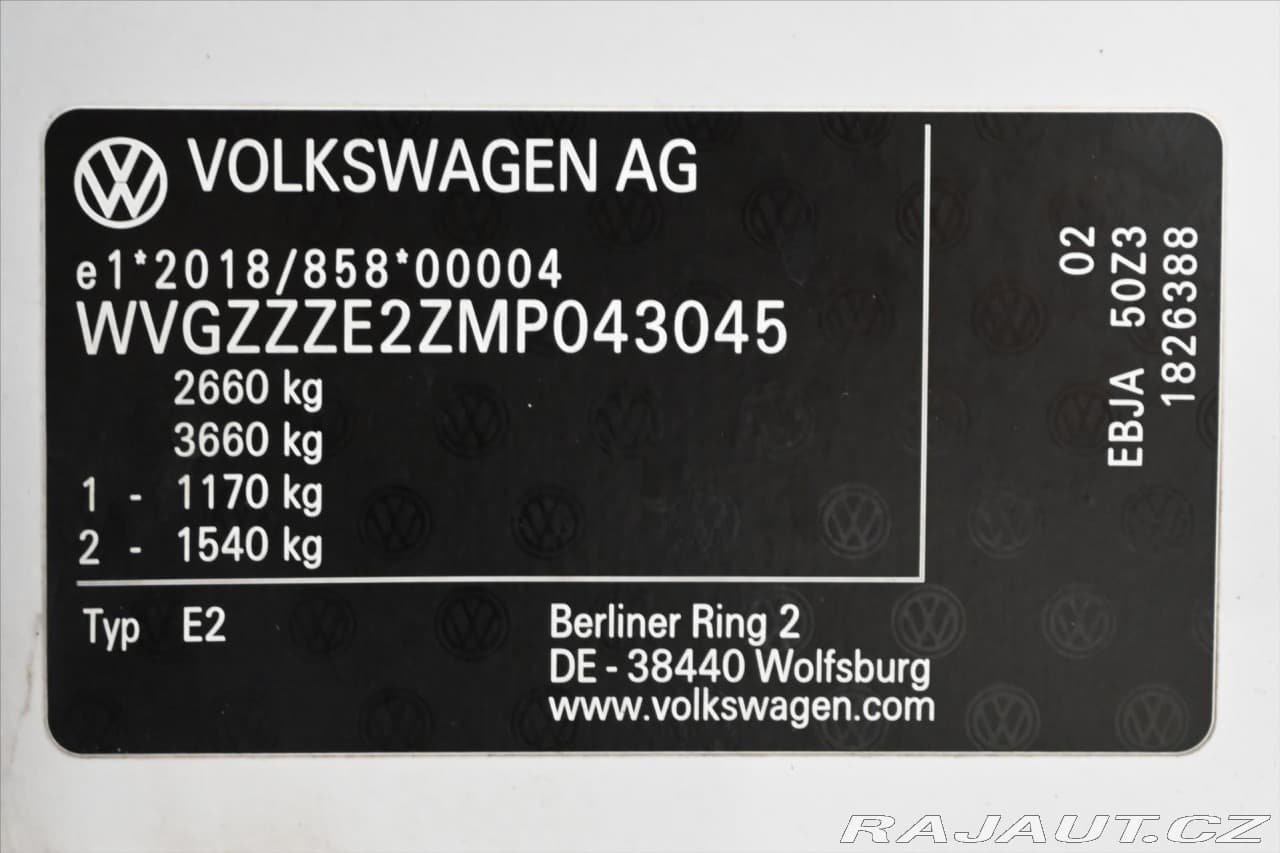 VOLKSWAGEN AG
e1*2018/858*00004
WVGZZZE2ZMP043045
2660 kg
3660 kg
1 - 1170 kg
2 - 1540 kg
Typ E2
Berliner Ring 2
DE - 38440 Wolfsburg
www.volkswagen.com
02
EBJA 50Z3
18263388
RAJAUT.CZ